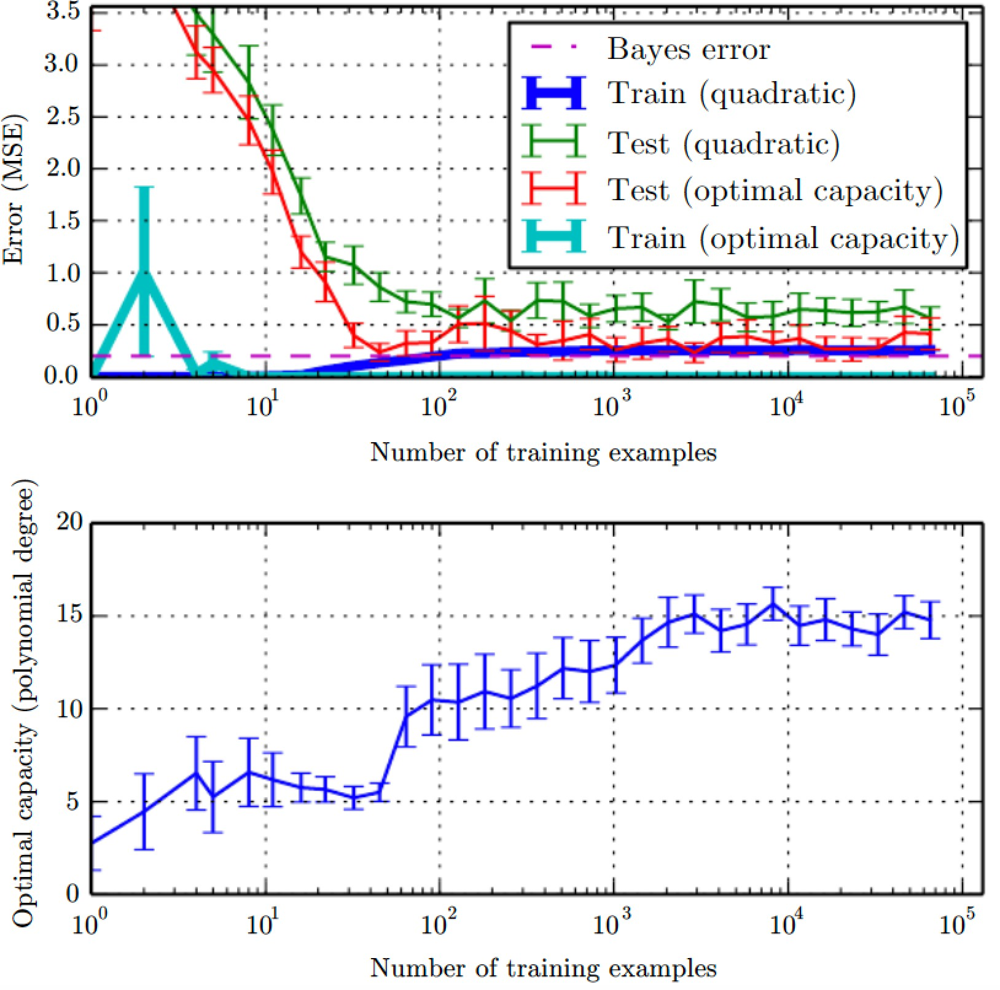 Error (MSE)
3.5
3.0
2.5
2.0
1.5
1.0
0.5
0.0
Bayes error
Train (quadratic)
Test (quadratic)
Test (optimal capacity)
Train (optimal capacity)
10^0 10^1 10^2 10^3 10^4 10^5
Number of training examples
Optimal capacity (polynomial degree)
20
15
10
5
0
10^0 10^1 10^2 10^3 10^4 10^5
Number of training examples